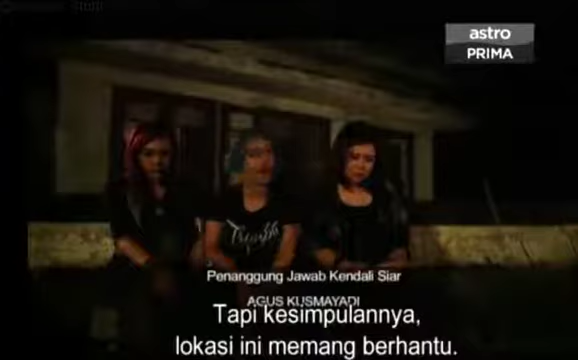 astro
PRIMA
Penanggung Jawab Kendali Siar
AGUS KUSMAYADI
Tapi kesimpulannya,
lokasi ini memang berhantu.